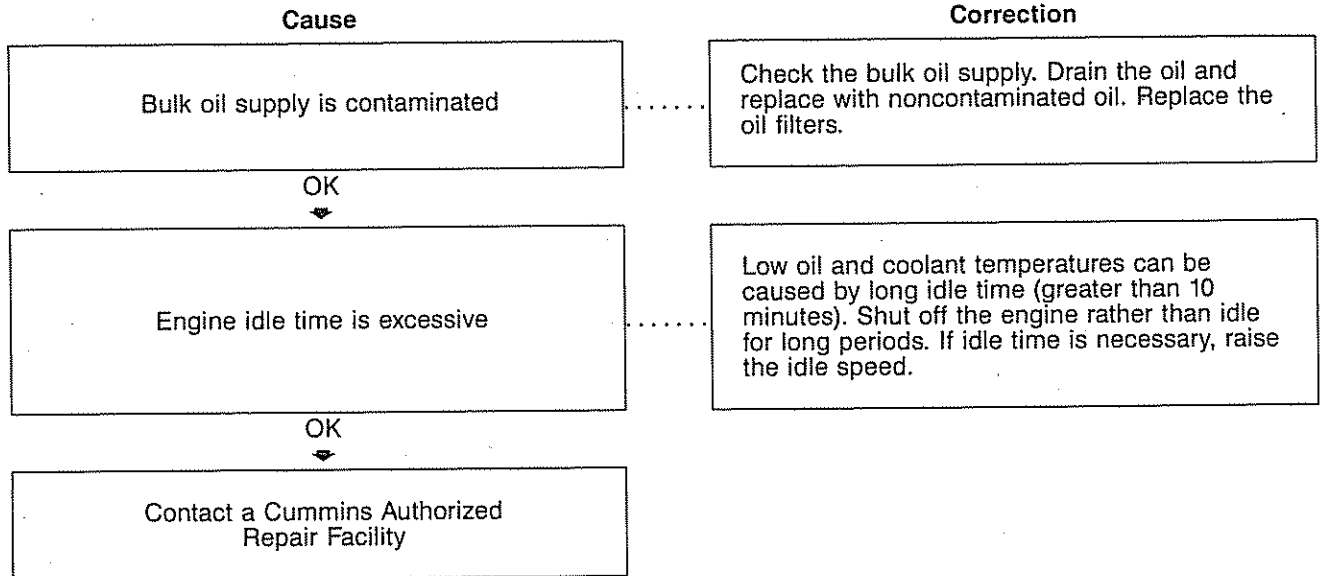 Cause
Correction
Bulk oil supply is contaminated
Check the bulk oil supply. Drain the oil and
replace with noncontaminated oil. Replace the
oil filters.
OK
Engine idle time is excessive
Low oil and coolant temperatures can be
caused by long idle time (greater than 10
minutes). Shut off the engine rather than idle
for long periods. If idle time is necessary, raise
the idle speed.
OK
Contact a Cummins Authorized
Repair Facility